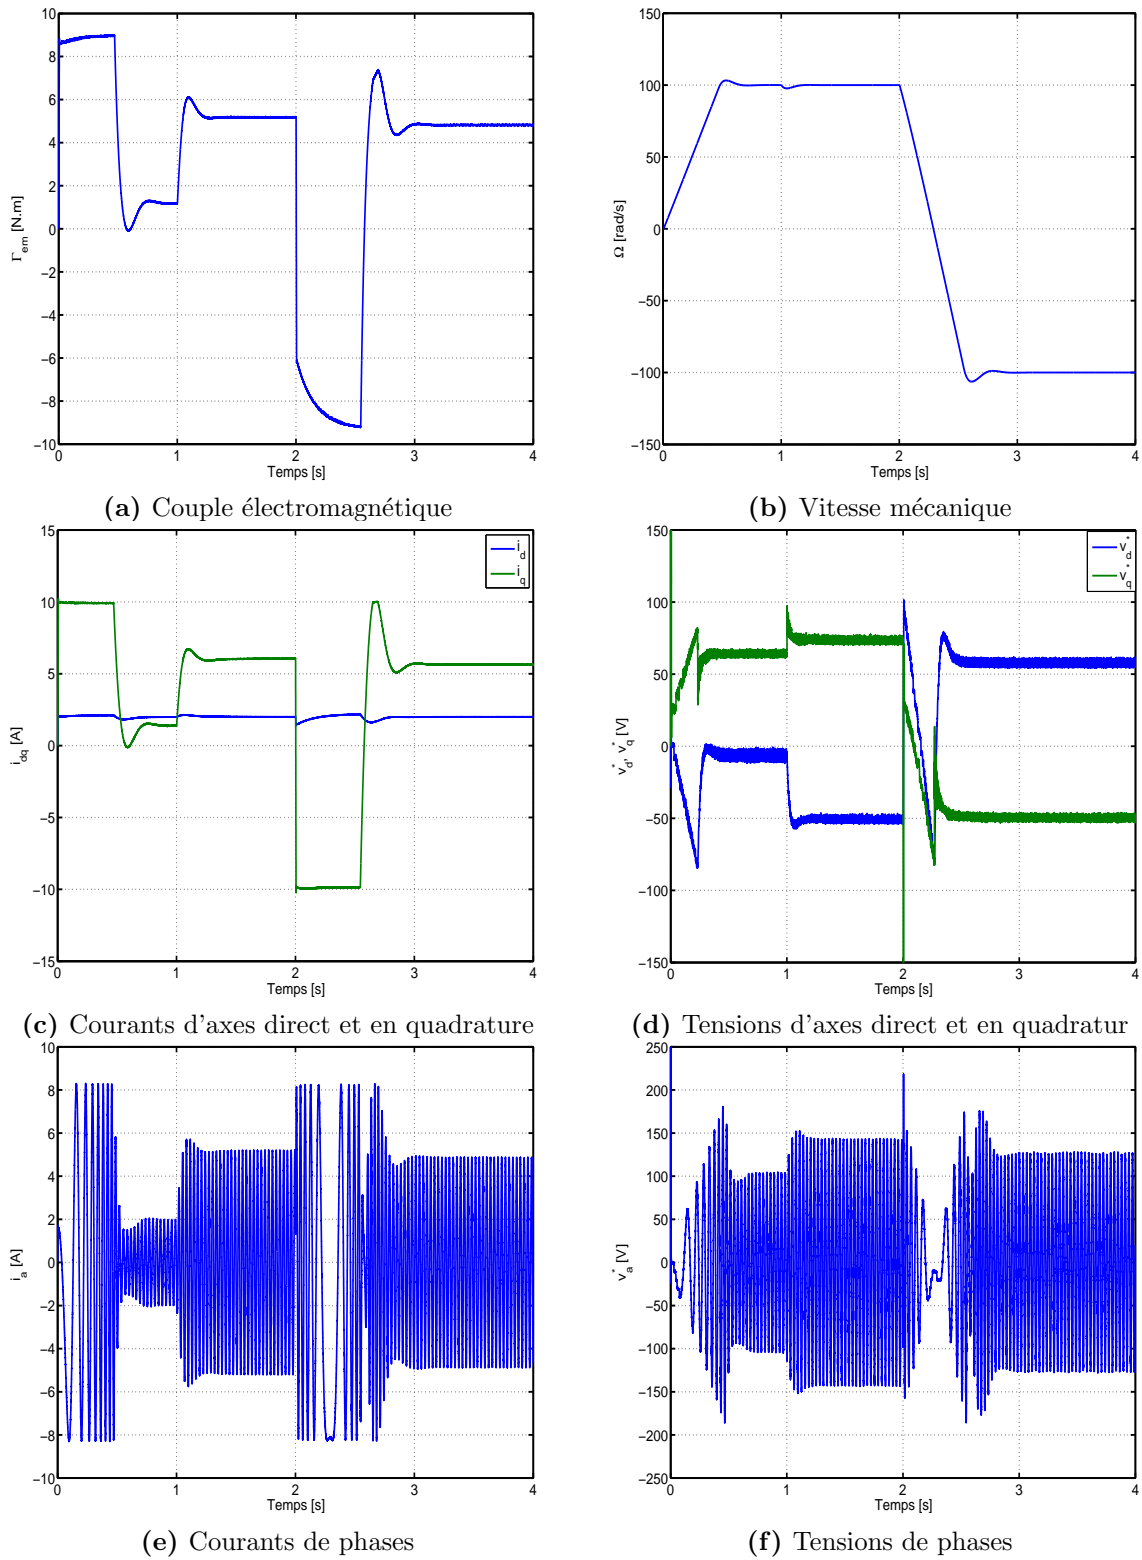 10
8
6
4
2
0
−2
−4
−6
−8
−10
Γem [N.m]
0 1 2 3 4
Temps [s]
(a) Couple électromagnétique
150
100
50
0
−50
−100
−150
Ω [rad/s]
0 1 2 3 4
Temps [s]
(b) Vitesse mécanique
15
10
5
0
−5
−10
−15
idq [A]
id
iq
0 1 2 3 4
Temps [s]
(c) Courants d'axes direct et en quadrature
150
100
50
0
−50
−100
−150
vd*, vq* [V]
vd*
vq*
0 1 2 3 4
Temps [s]
(d) Tensions d'axes direct et en quadratur
10
8
6
4
2
0
−2
−4
−6
−8
−10
ia [A]
0 1 2 3 4
Temps [s]
(e) Courants de phases
250
200
150
100
50
0
−50
−100
−150
−200
−250
va* [V]
0 1 2 3 4
Temps [s]
(f) Tensions de phases